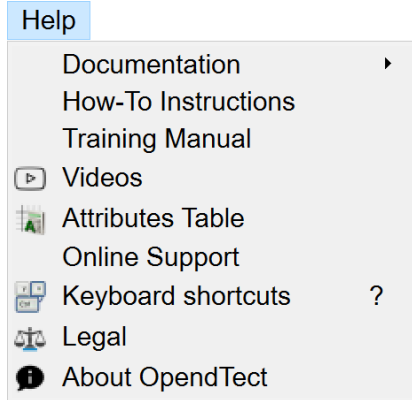 Help
Documentation
How-To Instructions
Training Manual
Videos
Attributes Table
Online Support
Keyboard shortcuts ?
Legal
About OpendTect